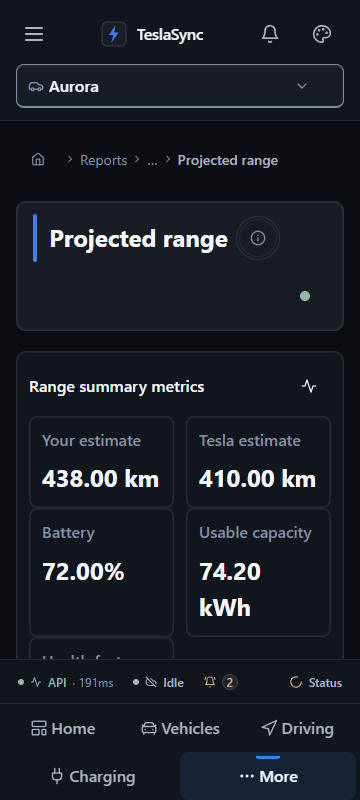 TeslaSync
Aurora
Reports ... Projected range
Projected range
Range summary metrics
Your estimate
438.00 km
Tesla estimate
410.00 km
Battery
72.00%
Usable capacity
74.20
kWh
API · 191ms
Idle
2
Status
Home
Vehicles
Driving
Charging
More